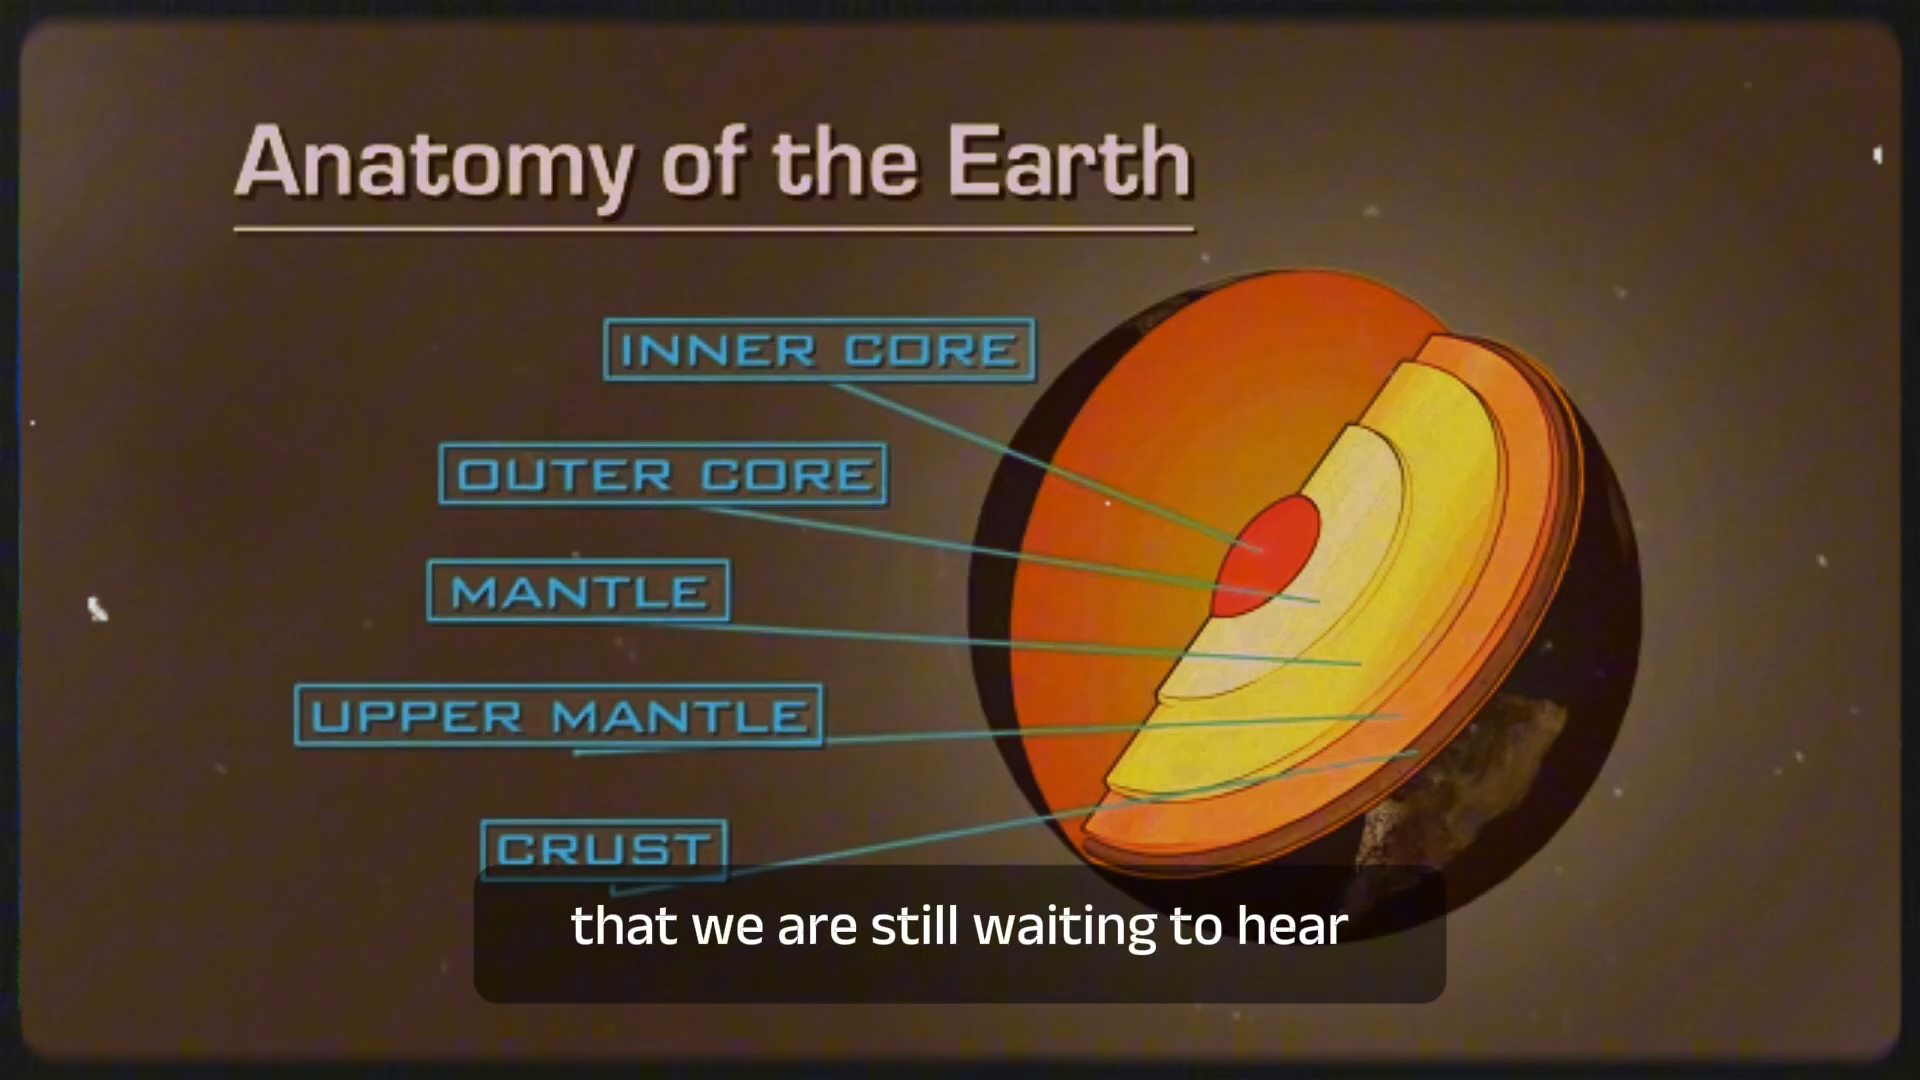 Anatomy of the Earth
INNER CORE
OUTER CORE
MANTLE
UPPER MANTLE
CRUST
that we are still waiting to hear